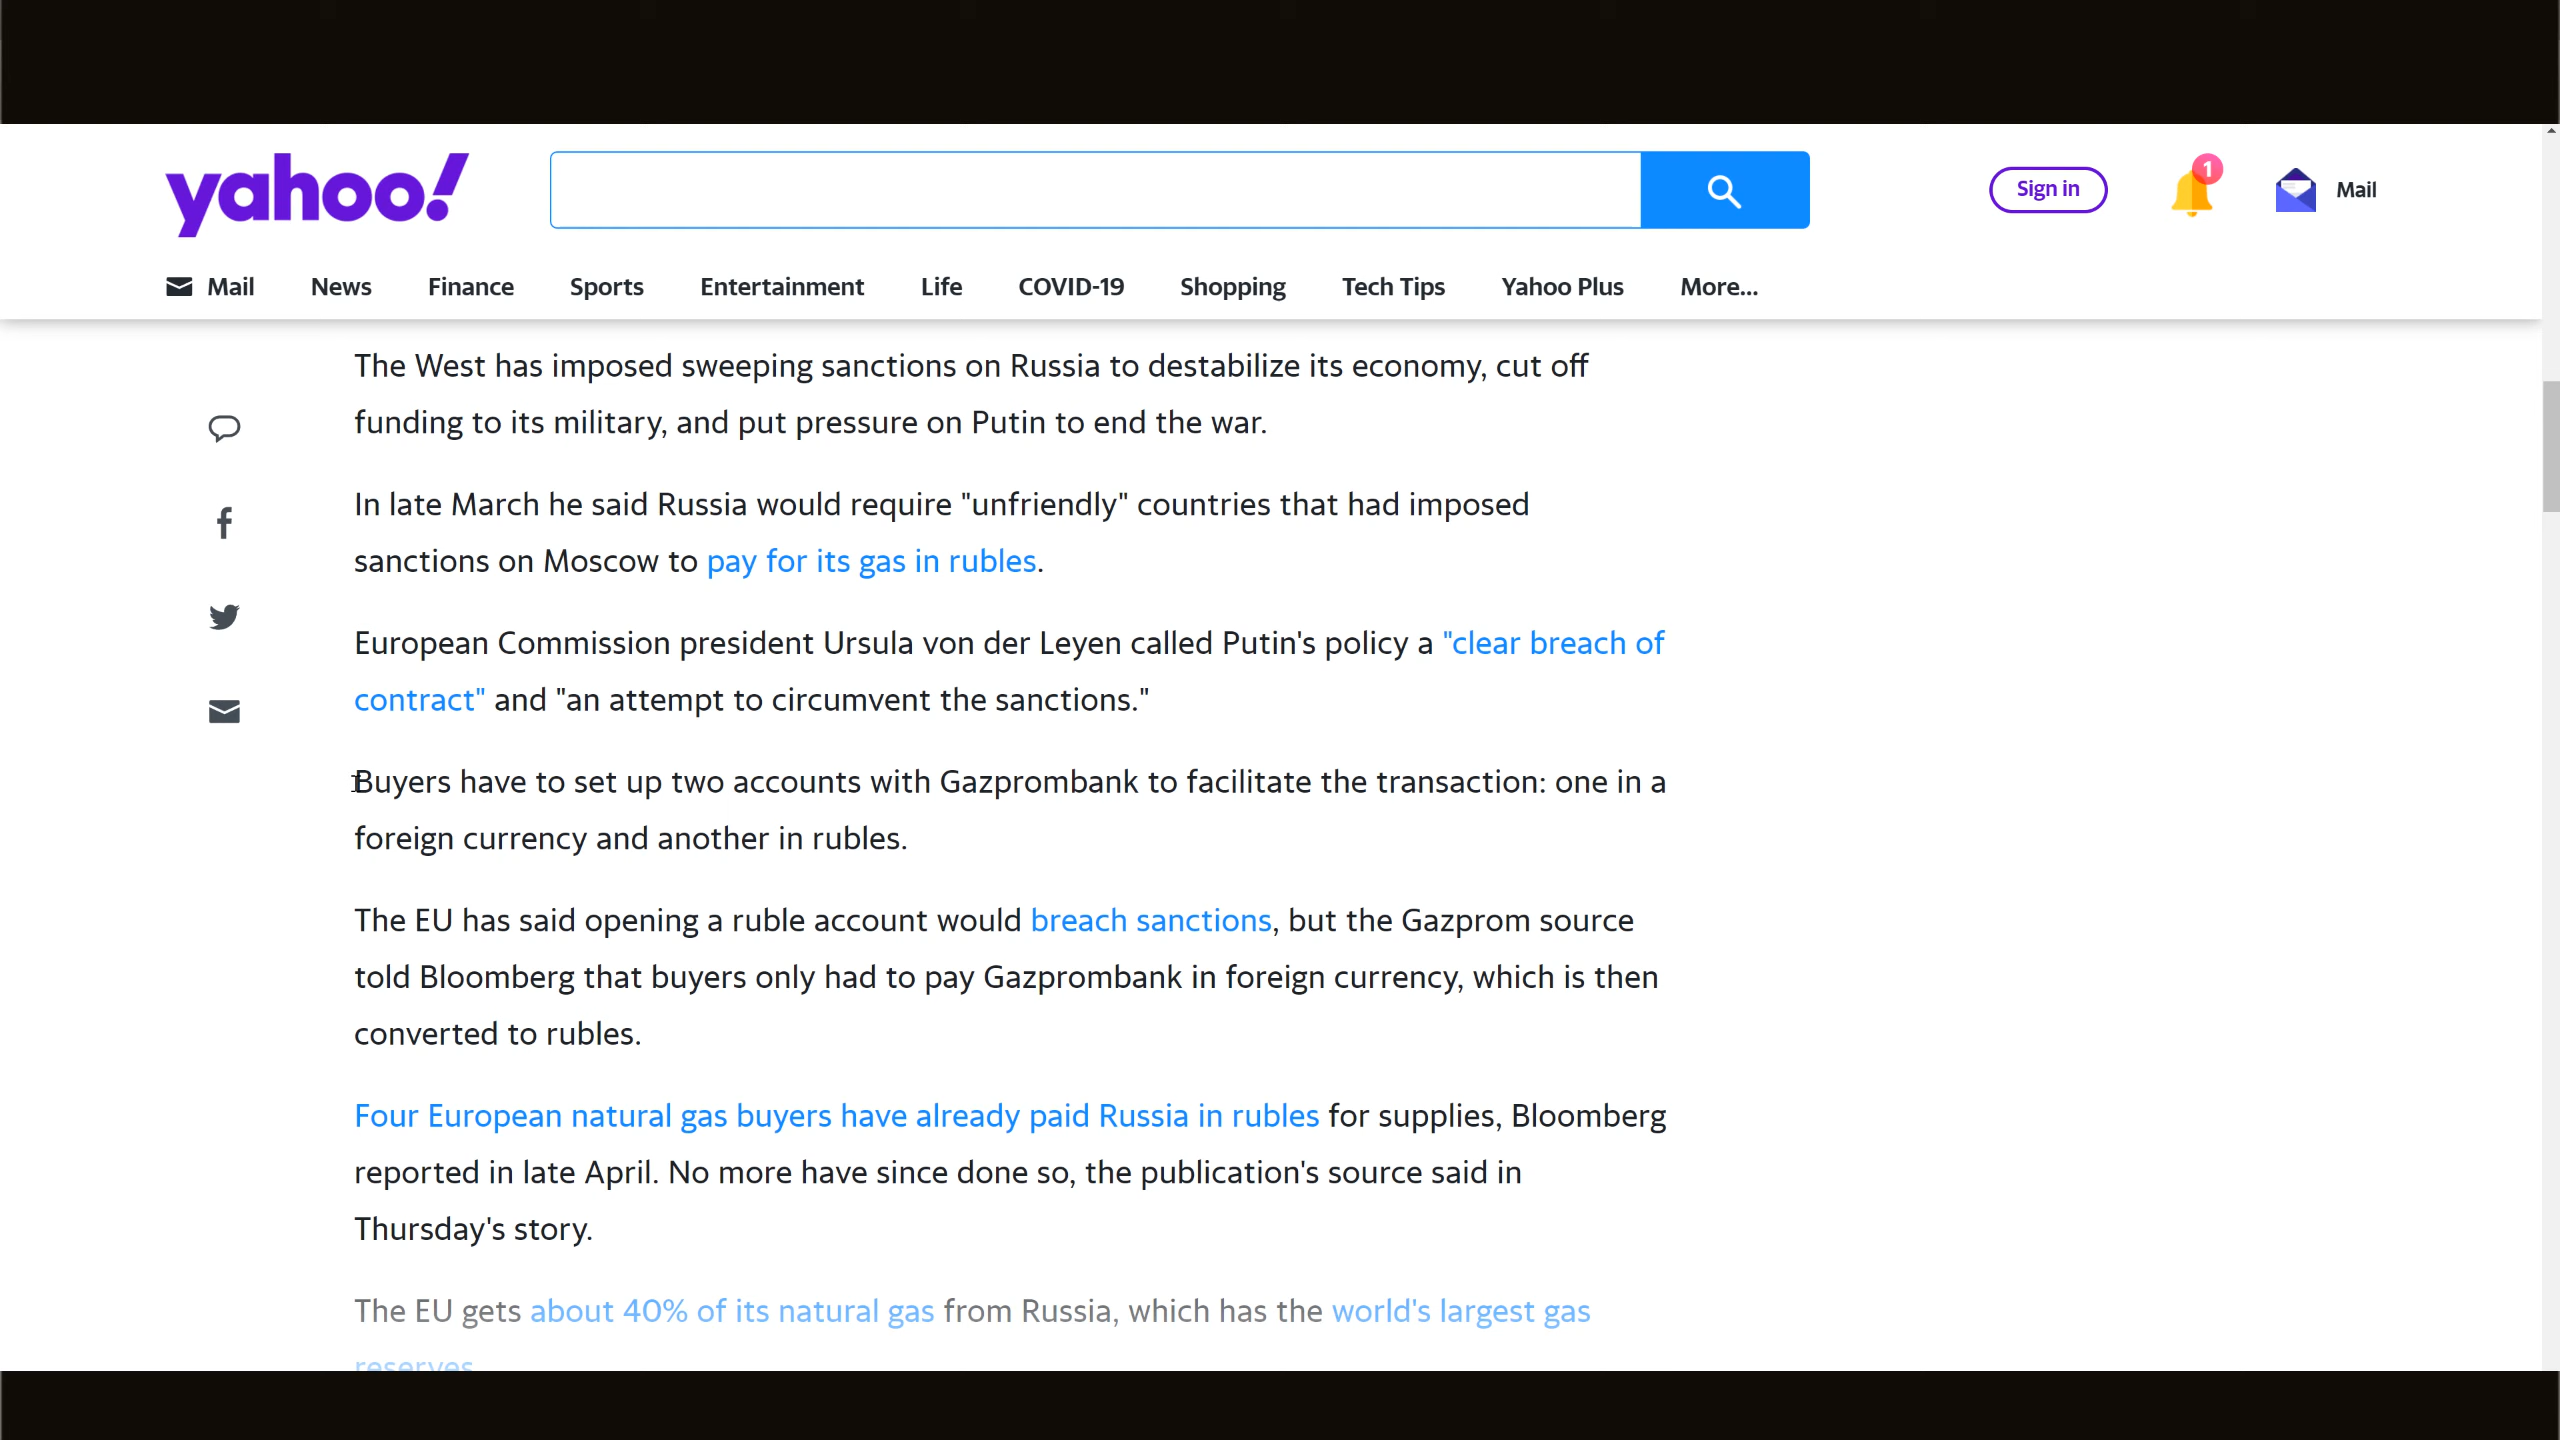 yahoo!
Sign in
1
Mail
Mail News Finance Sports Entertainment Life COVID-19 Shopping Tech Tips Yahoo Plus More...
The West has imposed sweeping sanctions on Russia to destabilize its economy, cut off
funding to its military, and put pressure on Putin to end the war.
In late March he said Russia would require "unfriendly" countries that had imposed
sanctions on Moscow to pay for its gas in rubles.
European Commission president Ursula von der Leyen called Putin's policy a "clear breach of
contract" and "an attempt to circumvent the sanctions."
Buyers have to set up two accounts with Gazprombank to facilitate the transaction: one in a
foreign currency and another in rubles.
The EU has said opening a ruble account would breach sanctions, but the Gazprom source
told Bloomberg that buyers only had to pay Gazprombank in foreign currency, which is then
converted to rubles.
Four European natural gas buyers have already paid Russia in rubles for supplies, Bloomberg
reported in late April. No more have since done so, the publication's source said in
Thursday's story.
The EU gets about 40% of its natural gas from Russia, which has the world's largest gas
reserves